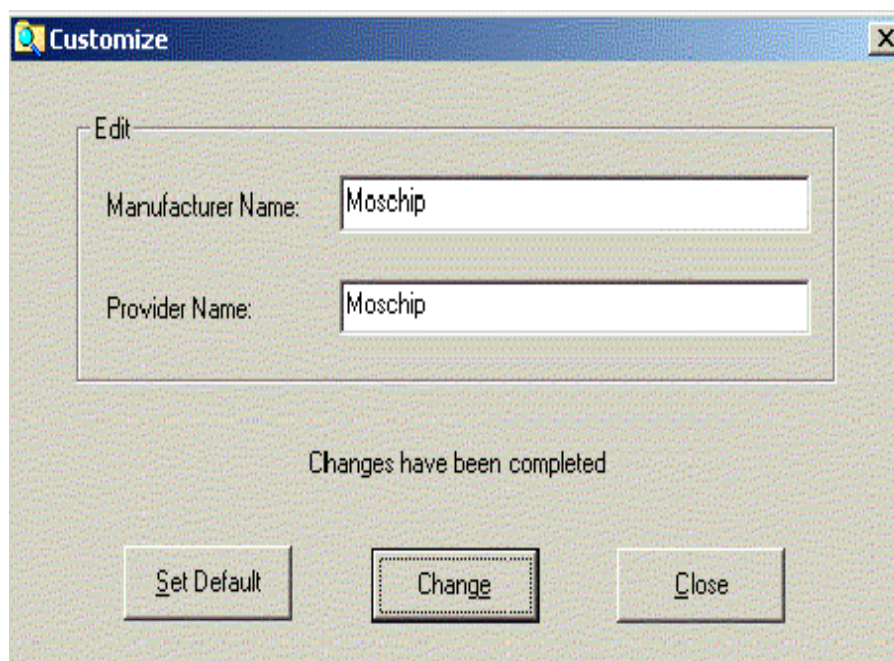 Customize
Edit
Manufacturer Name: Moschip
Provider Name: Moschip
Changes have been completed
Set Default Change Close